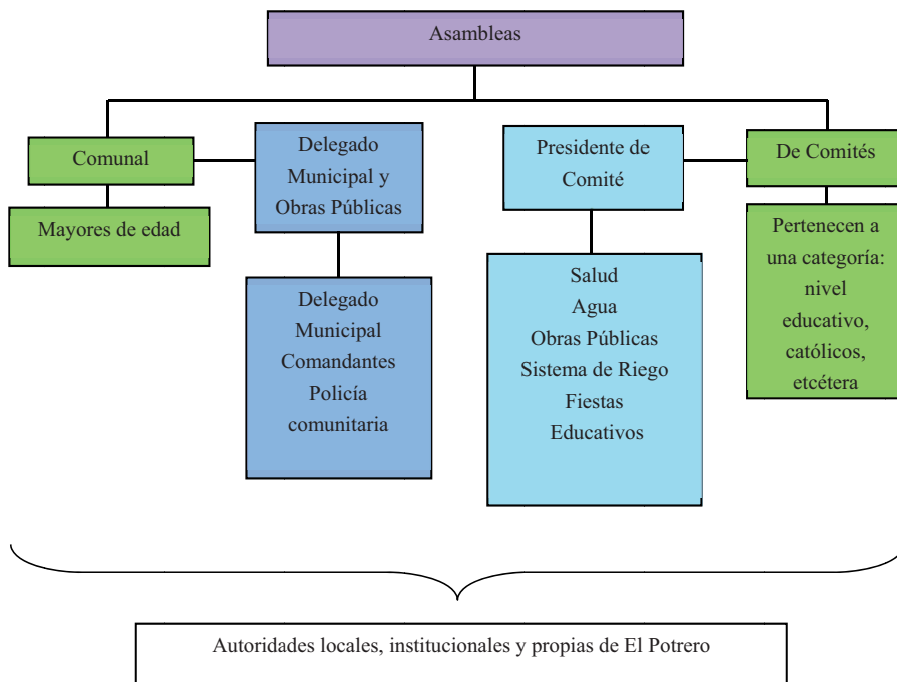 Asambleas
Comunal
Mayores de edad
Delegado
Municipal y
Obras Públicas
Delegado
Municipal
Comandantes
Policía
comunitaria
Presidente de
Comité
Salud
Agua
Obras Públicas
Sistema de Riego
Fiestas
Educativos
De Comités
Pertenecen a
una categoría:
nivel
educativo,
católicos,
etcétera
Autoridades locales, institucionales y propias de El Potrero